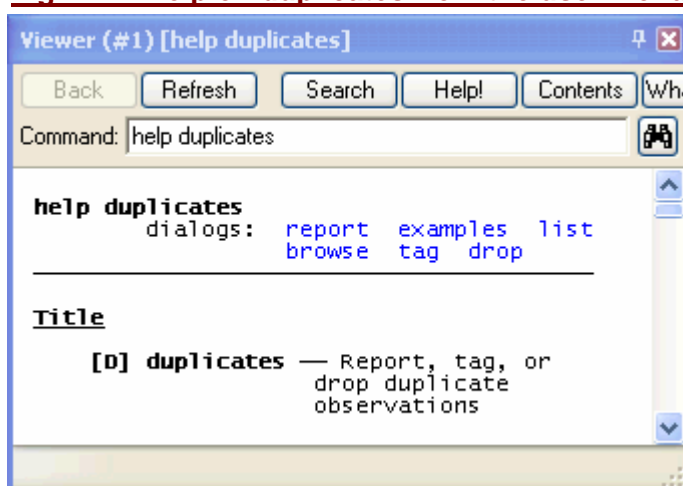 Viewer (#1) [help duplicates]
Back Refresh Search Help! Contents Wh
Command: help duplicates
help duplicates
dialogs: report examples list
browse tag drop
Title
[D] duplicates — Report, tag, or
drop duplicate
observations